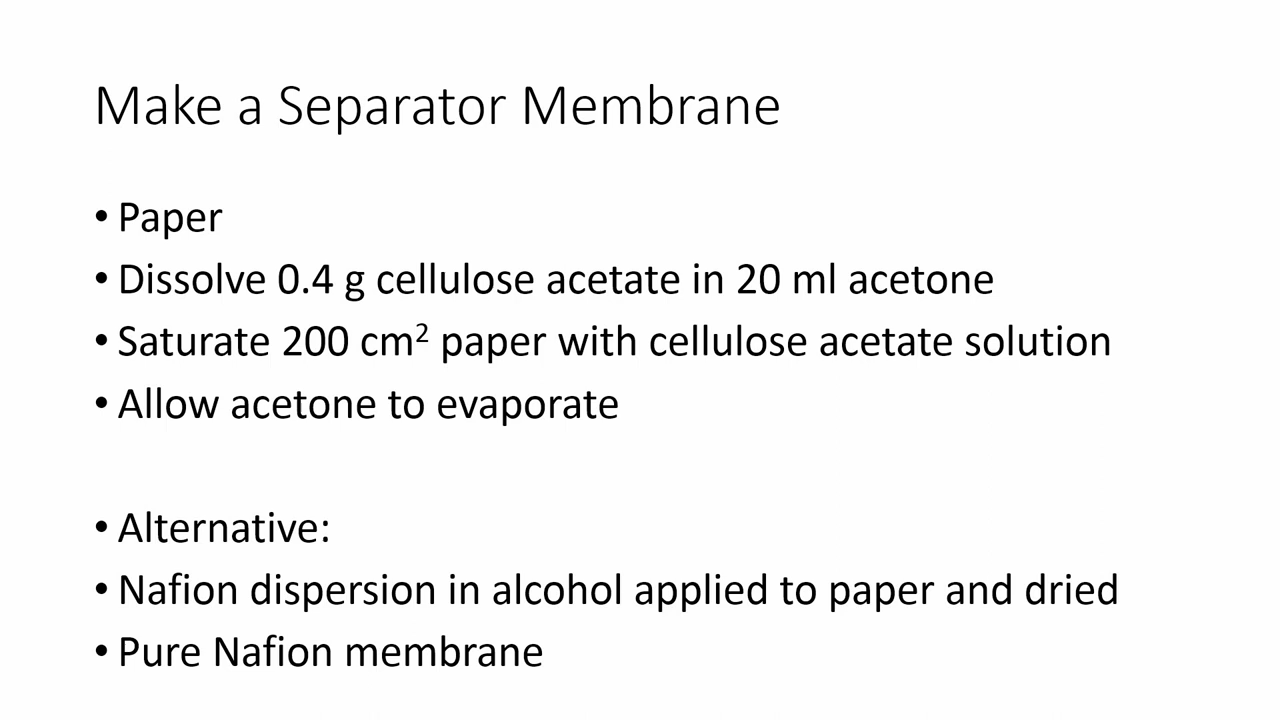 Make a Separator Membrane
• Paper
• Dissolve 0.4 g cellulose acetate in 20 ml acetone
• Saturate 200 cm² paper with cellulose acetate solution
• Allow acetone to evaporate
• Alternative:
• Nafion dispersion in alcohol applied to paper and dried
• Pure Nafion membrane